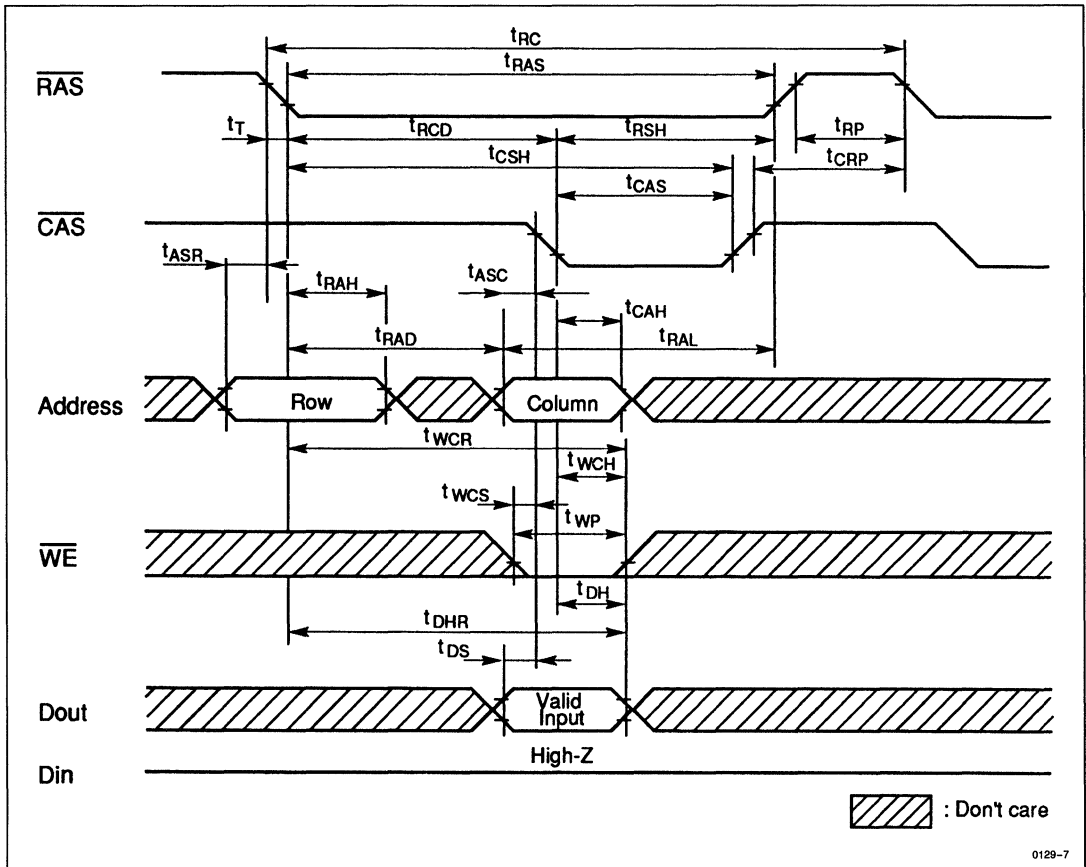 tRC
RAS
tRAS
tT
tRCD
tRSH
tRP
tCSH
tCRP
tCAS
CAS
tASR
tASC
tRAH
tCAH
tRAD
tRAL
Address
Row
Column
tWCR
tWCH
tWCS
tWP
WE
tDH
tDHR
tDS
Dout
Valid
Input
High-Z
Din
: Don't care
0129-7